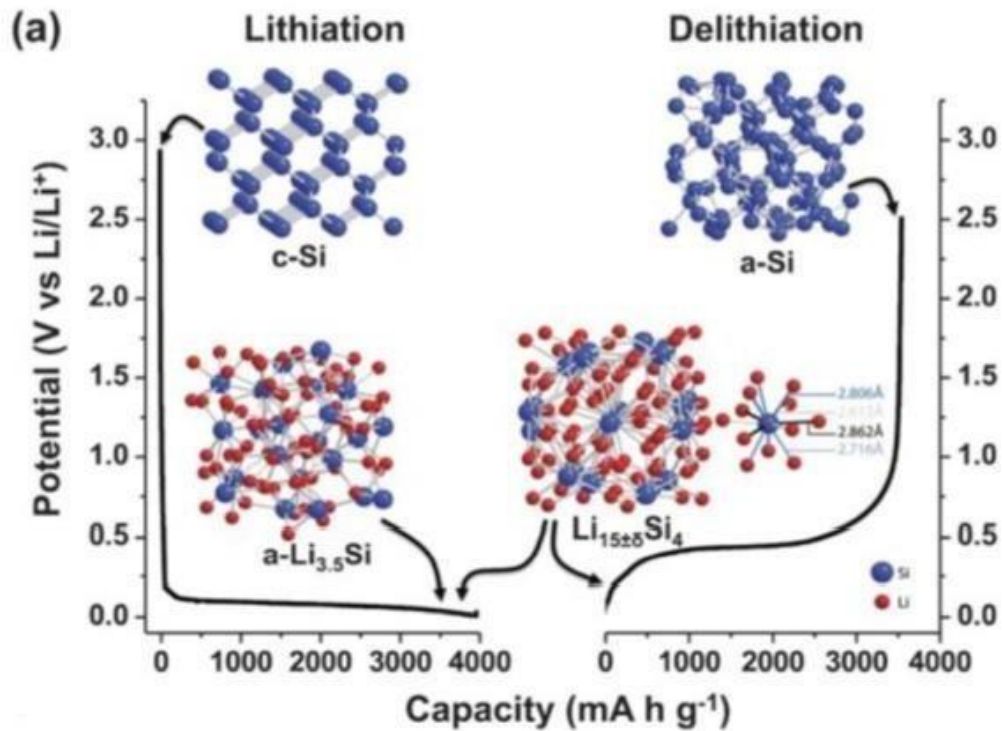 (a)
Lithiation
Delithiation
Potential (V vs Li/Li⁺)
3.0
2.5
2.0
1.5
1.0
0.5
0.0
c-Si
a-Si
3.0
2.5
2.0
1.5
1.0
0.5
0.0
2.806Å
2.862Å
2.716Å
a-Li₃.₅Si
Li₁₅±δSi₄
Si
Li
0 1000 2000 3000 4000
0 1000 2000 3000 4000
Capacity (mA h g⁻¹)